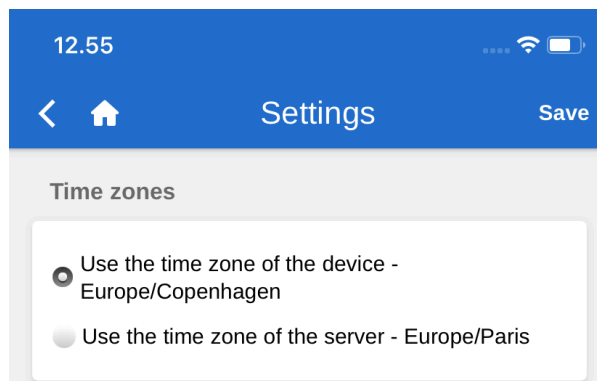 12.55
Settings
Save
Time zones
Use the time zone of the device -
Europe/Copenhagen
Use the time zone of the server - Europe/Paris